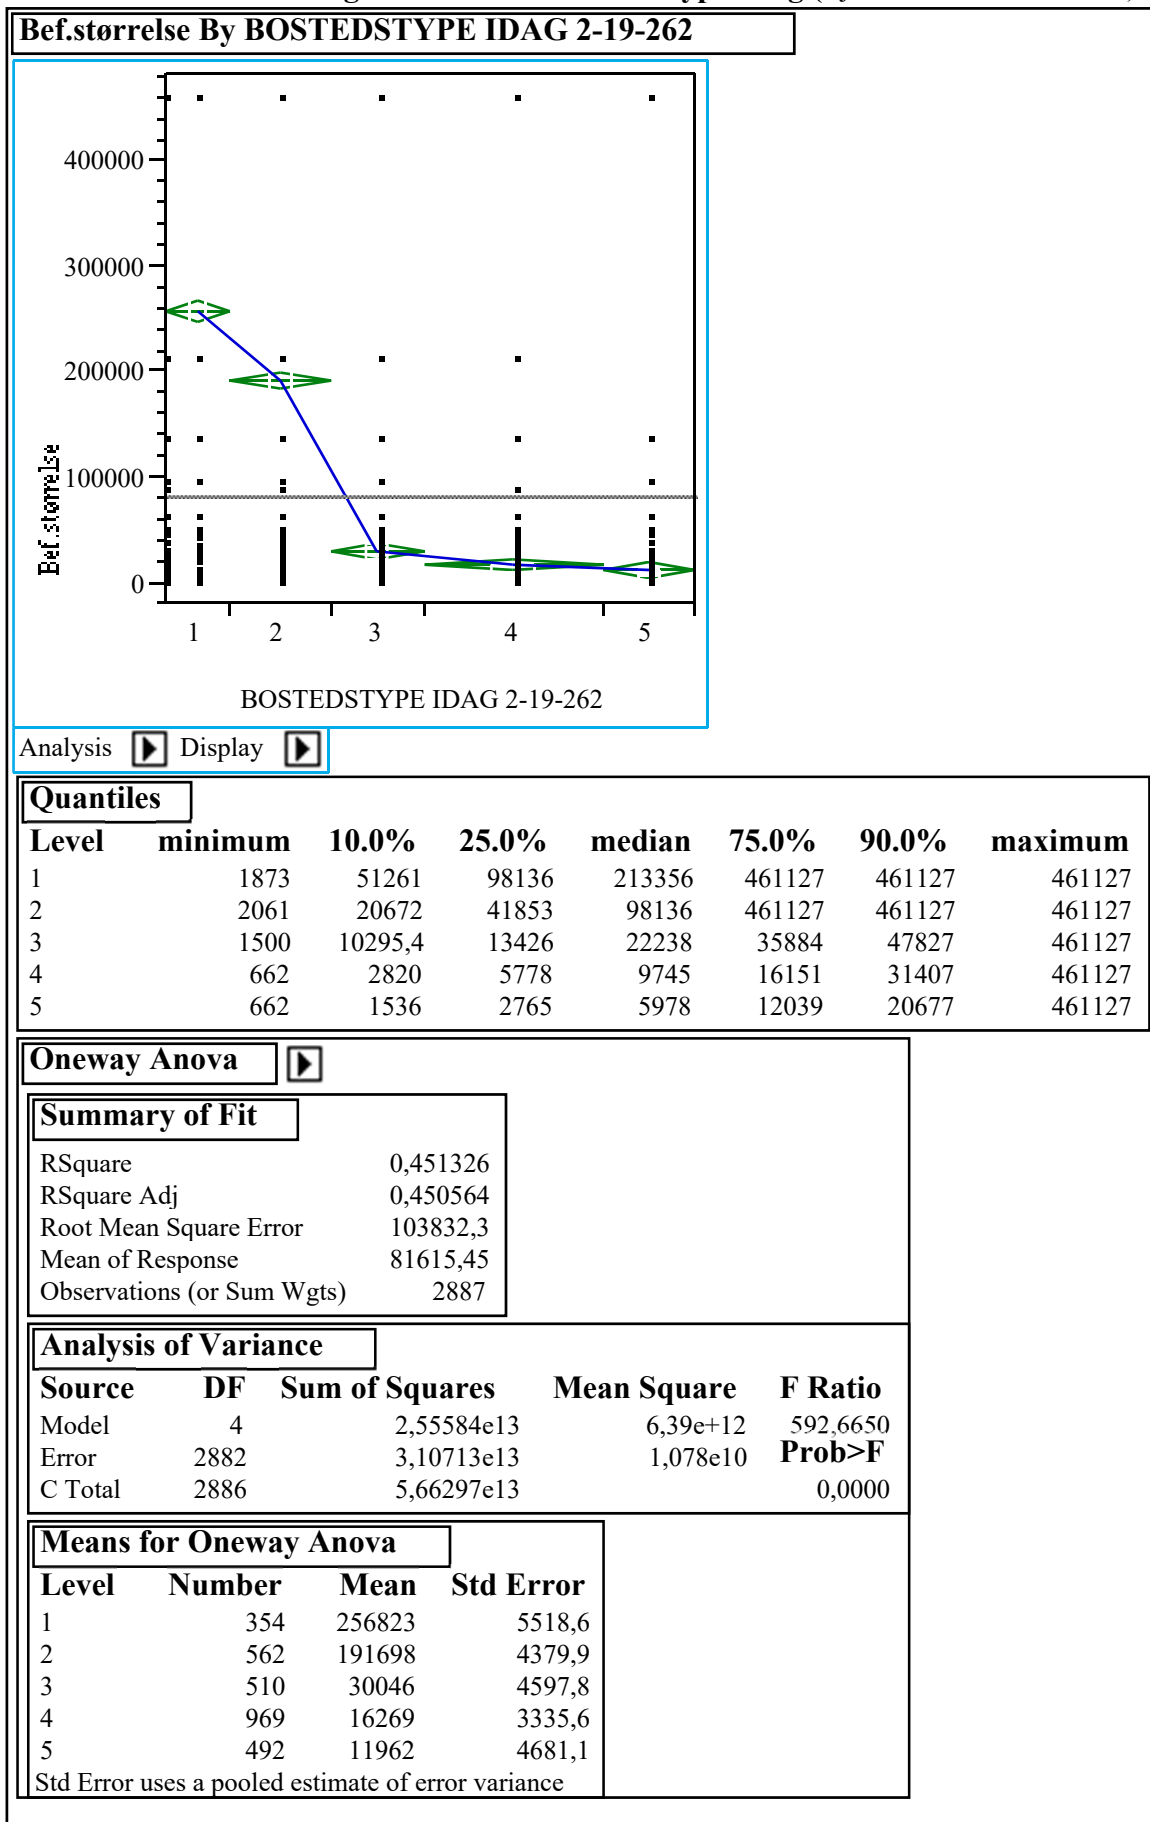 Bef.størrelse By BOSTEDSTYPE IDAG 2-19-262
400000
300000
200000
100000
0
Bef.størrelse
1 2 3 4 5
BOSTEDSTYPE IDAG 2-19-262
Analysis Display
Quantiles
Level minimum 10.0% 25.0% median 75.0% 90.0% maximum
1 1873 51261 98136 213356 461127 461127 461127
2 2061 20672 41853 98136 461127 461127 461127
3 1500 10295,4 13426 22238 35884 47827 461127
4 662 2820 5778 9745 16151 31407 461127
5 662 1536 2765 5978 12039 20677 461127
Oneway Anova
Summary of Fit
RSquare 0,451326
RSquare Adj 0,450564
Root Mean Square Error 103832,3
Mean of Response 81615,45
Observations (or Sum Wgts) 2887
Analysis of Variance
Source DF Sum of Squares Mean Square F Ratio
Model 4 2,55584e13 6,39e+12 592,6650
Error 2882 3,10713e13 1,078e10 Prob>F
C Total 2886 5,66297e13 0,0000
Means for Oneway Anova
Level Number Mean Std Error
1 354 256823 5518,6
2 562 191698 4379,9
3 510 30046 4597,8
4 969 16269 3335,6
5 492 11962 4681,1
Std Error uses a pooled estimate of error variance